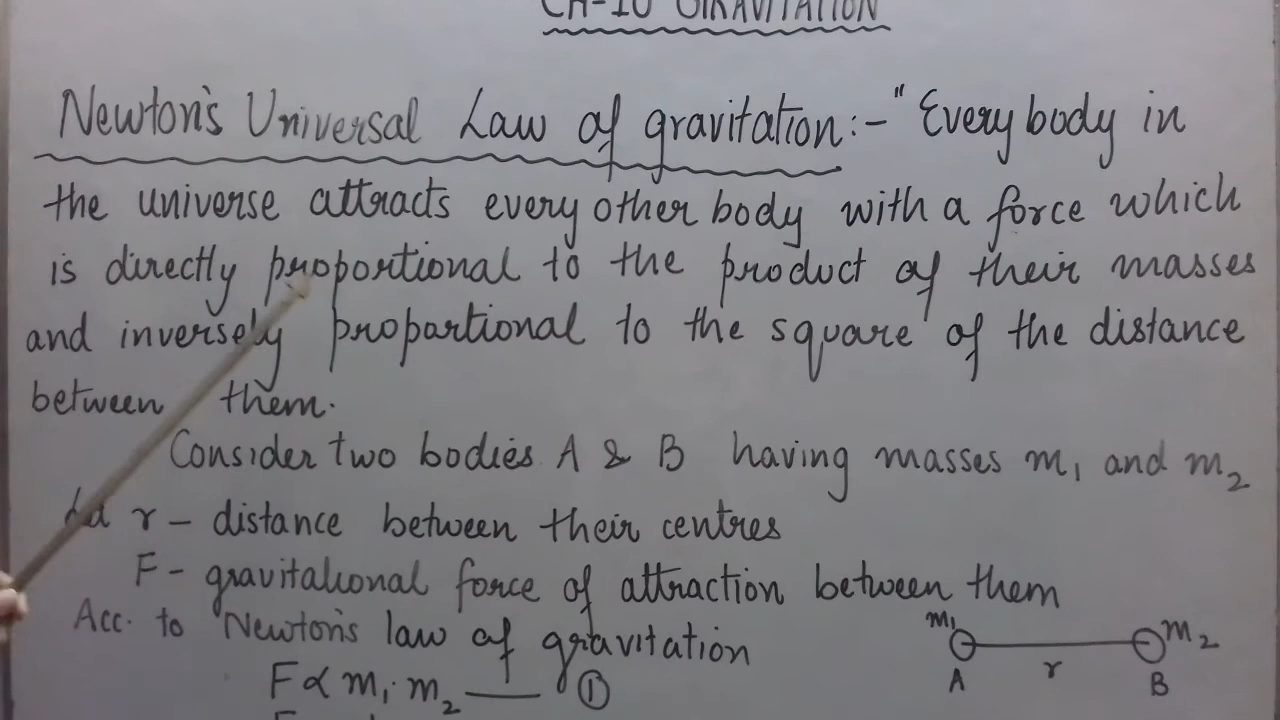 CH-10 GRAVITATION
Newton's Universal Law of gravitation:- "Every body in
the universe attracts every other body with a force which
is directly proportional to the product of their masses
and inversely proportional to the square of the distance
between them.
Consider two bodies A & B having masses m₁ and m₂
r - distance between their centres
F - gravitational force of attraction between them
Acc. to Newton's law of gravitation
m₁ m₂
r
A B
F ∝ m₁. m₂ — ①